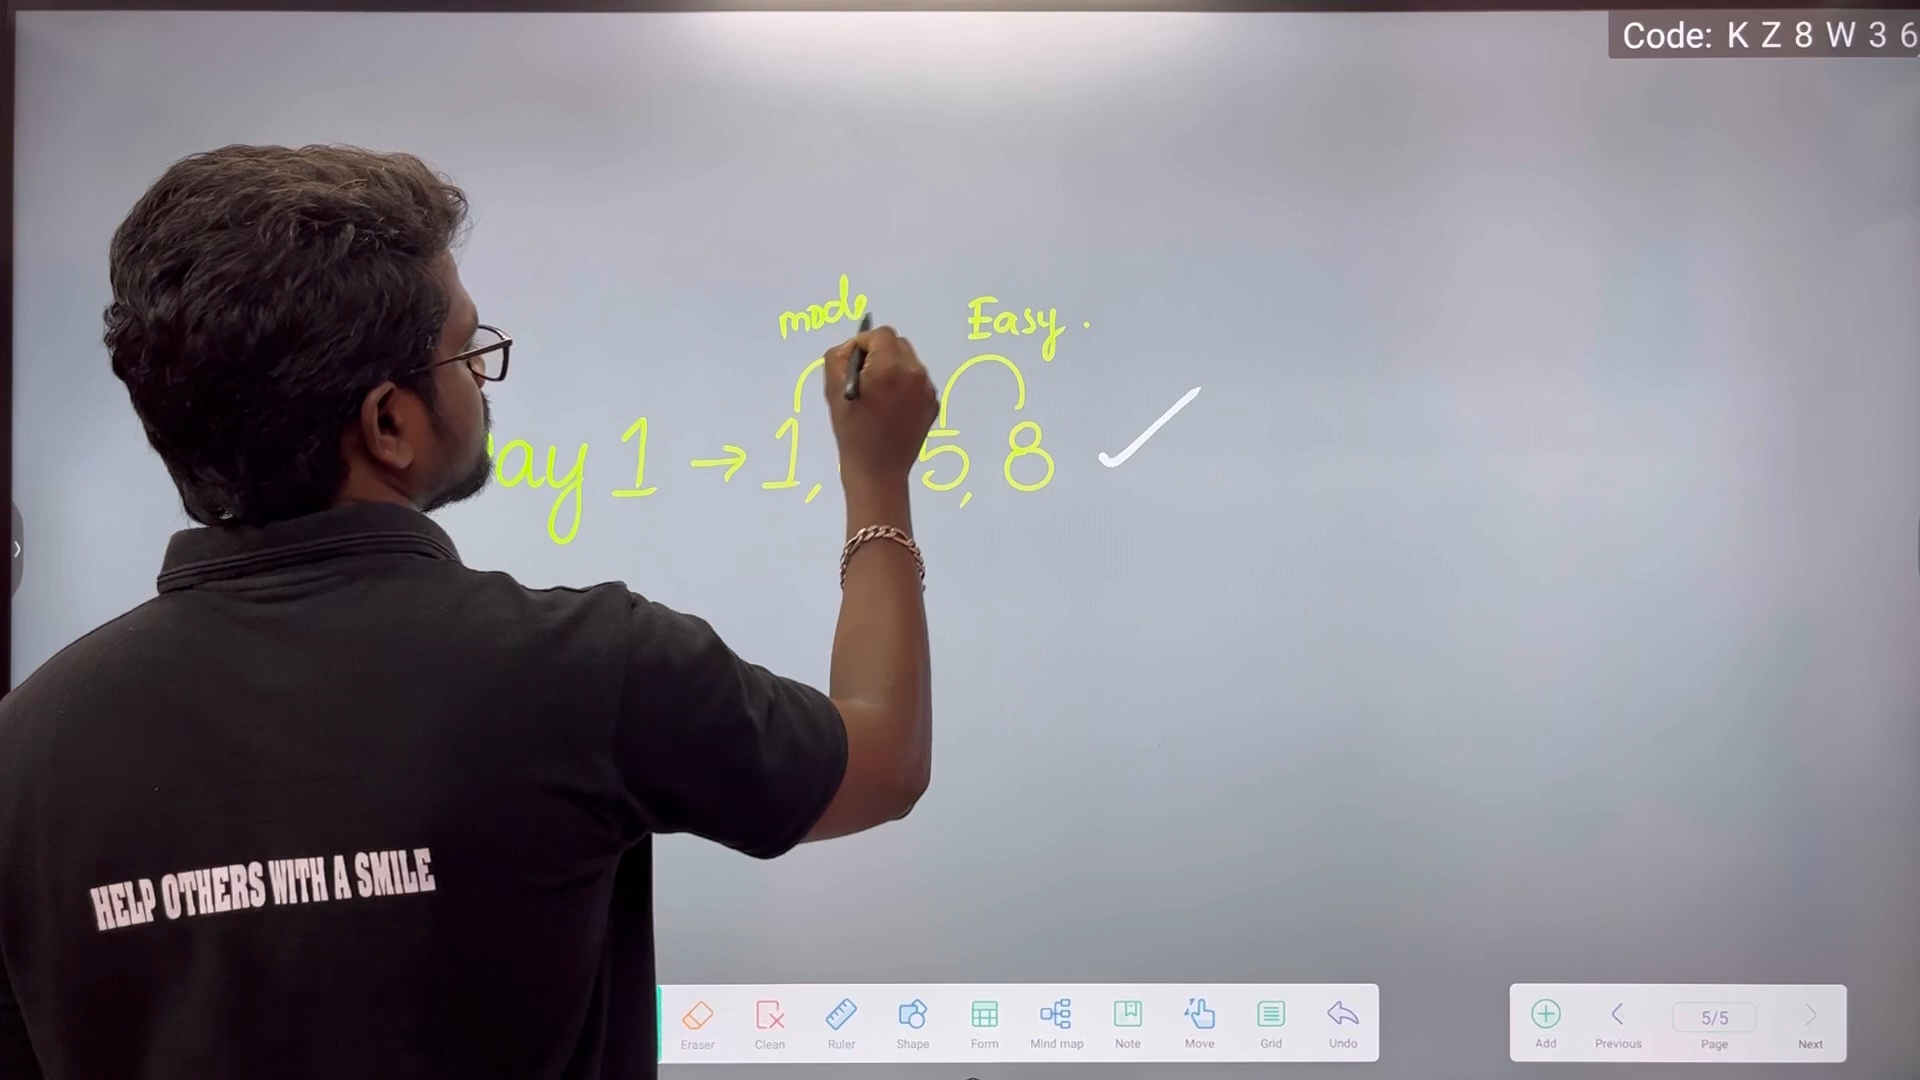 Code: K Z 8 W 3 6
mode Easy.
ay 1 → 1, 5, 8
HELP OTHERS WITH A SMILE
Eraser Clean Ruler Shape Form Mind map Note Move Grid Undo Add Previous 5/5 Page Next